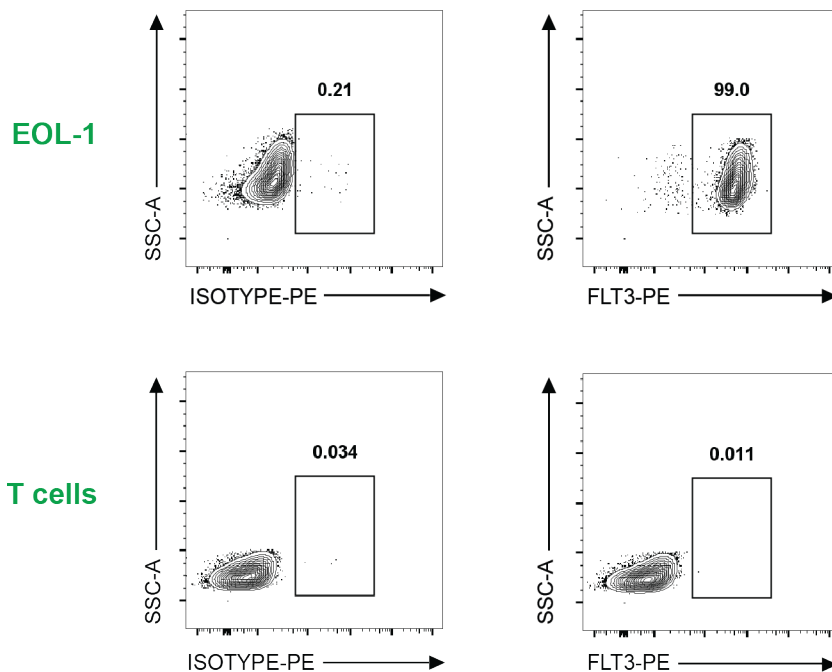 0.21
99.0
EOL-1
SSC-A
SSC-A
ISOTYPE-PE
FLT3-PE
0.034
0.011
T cells
SSC-A
SSC-A
ISOTYPE-PE
FLT3-PE